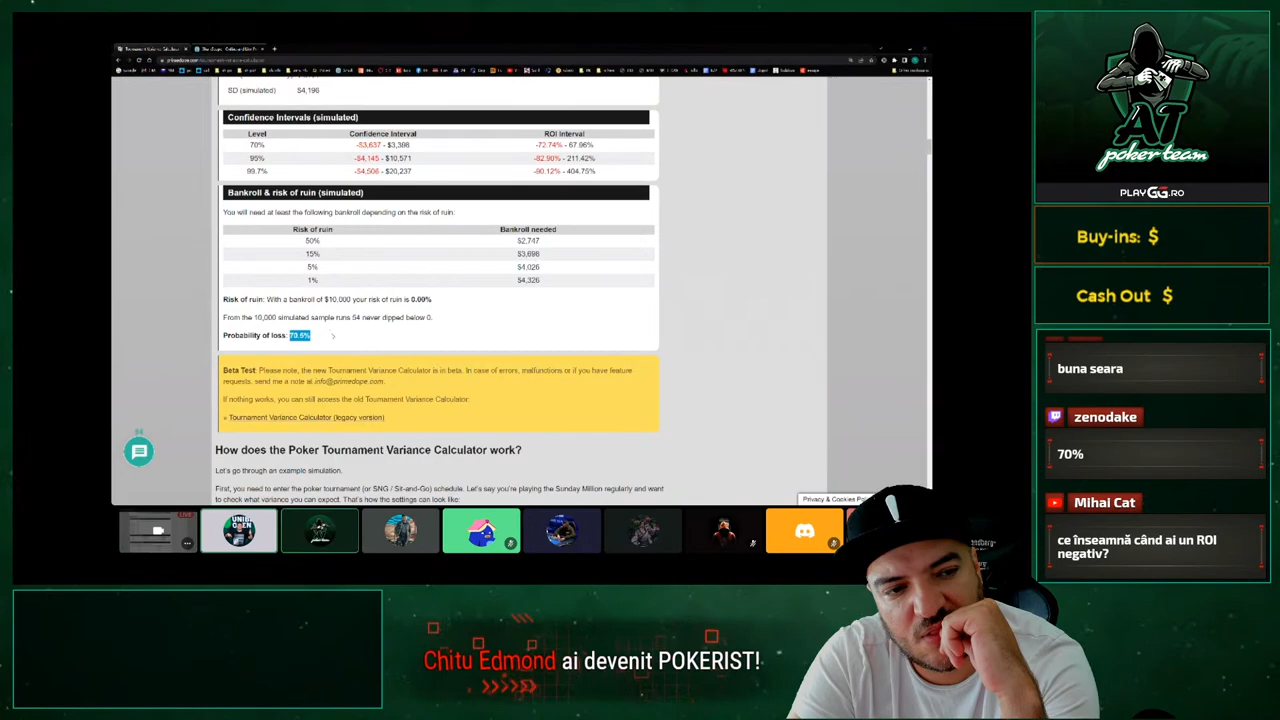 SD (simulated) $4,196
Confidence Intervals (simulated)
Level Confidence Interval ROI Interval
70% -$3,637 - $3,398 -72.74% - 67.96%
95% -$4,145 - $10,571 -82.90% - 211.42%
99.7% -$4,506 - $20,237 -90.12% - 404.75%
Bankroll & risk of ruin (simulated)
You will need at least the following bankroll depending on the risk of ruin:
Risk of ruin Bankroll needed
50% $2,747
15% $3,698
5% $4,026
1% $4,326
Risk of ruin: With a bankroll of $10,000 your risk of ruin is 0.00%
From the 10,000 simulated sample runs 54 never dipped below 0.
Probability of loss: 70.5%
Beta Test: Please note, the new Tournament Variance Calculator is in beta. In case of errors, malfunctions or if you have feature
requests, send me a note at info@primedope.com.
If nothing works, you can still access the old Tournament Variance Calculator:
» Tournament Variance Calculator (legacy version)
How does the Poker Tournament Variance Calculator work?
Let's go through an example simulation.
First, you need to enter the poker tournament (or SNG / Sit-and-Go) schedule. Let's say you're playing the Sunday Million regularly and want
to check what variance you can expect. That's how the settings can look like:
Privacy & Cookies
LIVE
UNIBET
OPEN
AT
poker team
PLAYGG.RO
Buy-ins: $
Cash Out $
buna seara
zenodake
70%
Mihai Cat
ce înseamnă când ai un ROI
negativ?
Chitu Edmond ai devenit POKERIST!